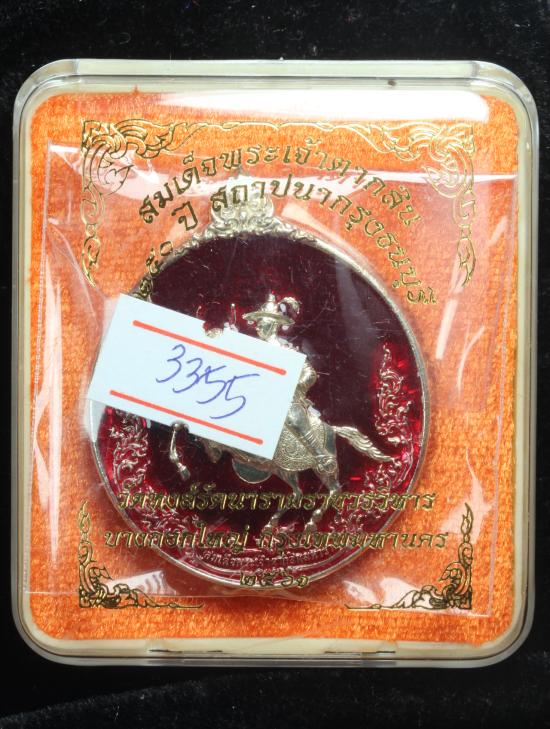 สมเด็จพระเจ้าตากสิน
๒๕๐ ปี สถาปนากรุงธนบุรี
3355
วัดหงส์รัตนารามราชวรวิหาร
บางกอกใหญ่ กรุงเทพมหานคร
๒๕๖๑